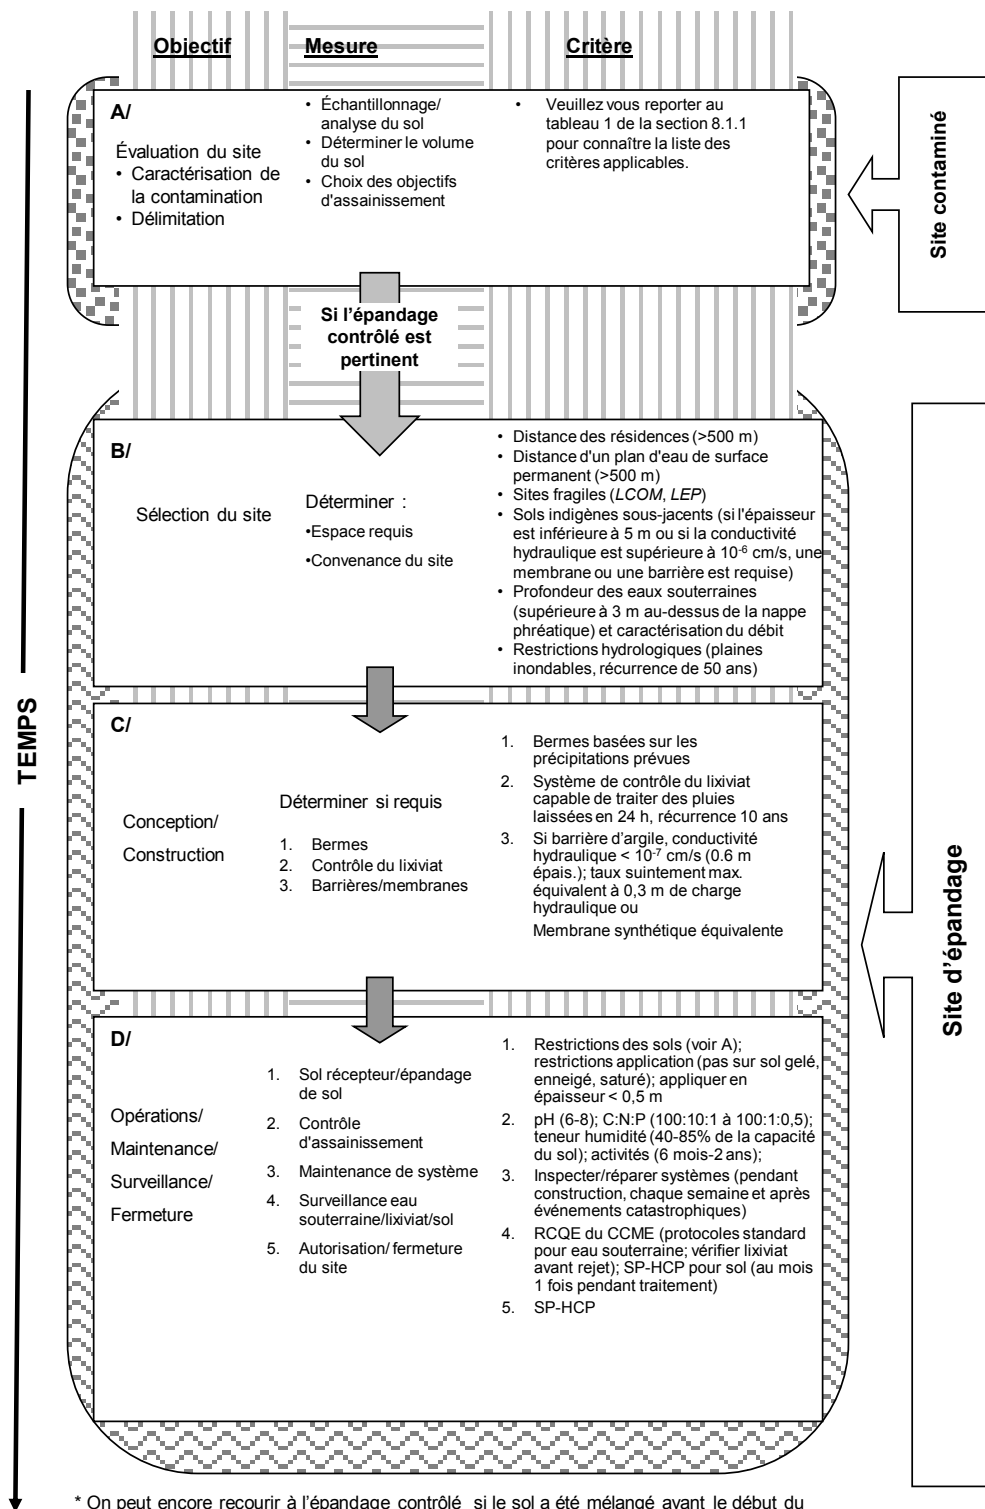 Objectif
Mesure
Critère
A/
Évaluation du site
• Caractérisation de
la contamination
• Délimitation
• Échantillonnage/
analyse du sol
• Déterminer le volume
du sol
• Choix des objectifs
d'assainissement
• Veuillez vous reporter au
tableau 1 de la section 8.1.1
pour connaître la liste des
critères applicables.
Site contaminé
Si l'épandage
contrôlé est
pertinent
B/
Sélection du site
Déterminer :
•Espace requis
•Convenance du site
• Distance des résidences (>500 m)
• Distance d'un plan d'eau de surface
permanent (>500 m)
• Sites fragiles (LCOM, LEP)
• Sols indigènes sous-jacents (si l'épaisseur
est inférieure à 5 m ou si la conductivité
hydraulique est supérieure à 10⁻⁶ cm/s, une
membrane ou une barrière est requise)
• Profondeur des eaux souterraines
(supérieure à 3 m au-dessus de la nappe
phréatique) et caractérisation du débit
• Restrictions hydrologiques (plaines
inondables, récurrence de 50 ans)
TEMPS
C/
Conception/
Construction
Déterminer si requis
1. Bermes
2. Contrôle du lixiviat
3. Barrières/membranes
1. Bermes basées sur les
précipitations prévues
2. Système de contrôle du lixiviat
capable de traiter des pluies
laissées en 24 h, récurrence 10 ans
3. Si barrière d'argile, conductivité
hydraulique < 10⁻⁷ cm/s (0.6 m
épais.); taux suintement max.
équivalent à 0,3 m de charge
hydraulique ou
Membrane synthétique équivalente
Site d'épandage
D/
Opérations/
Maintenance/
Surveillance/
Fermeture
1. Sol récepteur/épandage
de sol
2. Contrôle
d'assainissement
3. Maintenance de système
4. Surveillance eau
souterraine/lixiviat/sol
5. Autorisation/ fermeture
du site
1. Restrictions des sols (voir A);
restrictions application (pas sur sol gelé,
enneigé, saturé); appliquer en
épaisseur < 0,5 m
2. pH (6-8); C:N:P (100:10:1 à 100:1:0,5);
teneur humidité (40-85% de la capacité
du sol); activités (6 mois-2 ans);
3. Inspecter/réparer systèmes (pendant
construction, chaque semaine et après
événements catastrophiques)
4. RCQE du CCME (protocoles standard
pour eau souterraine; vérifier lixiviat
avant rejet); SP-HCP pour sol (au mois
1 fois pendant traitement)
5. SP-HCP
* On peut encore recourir à l'épandage contrôlé si le sol a été mélangé avant le début du